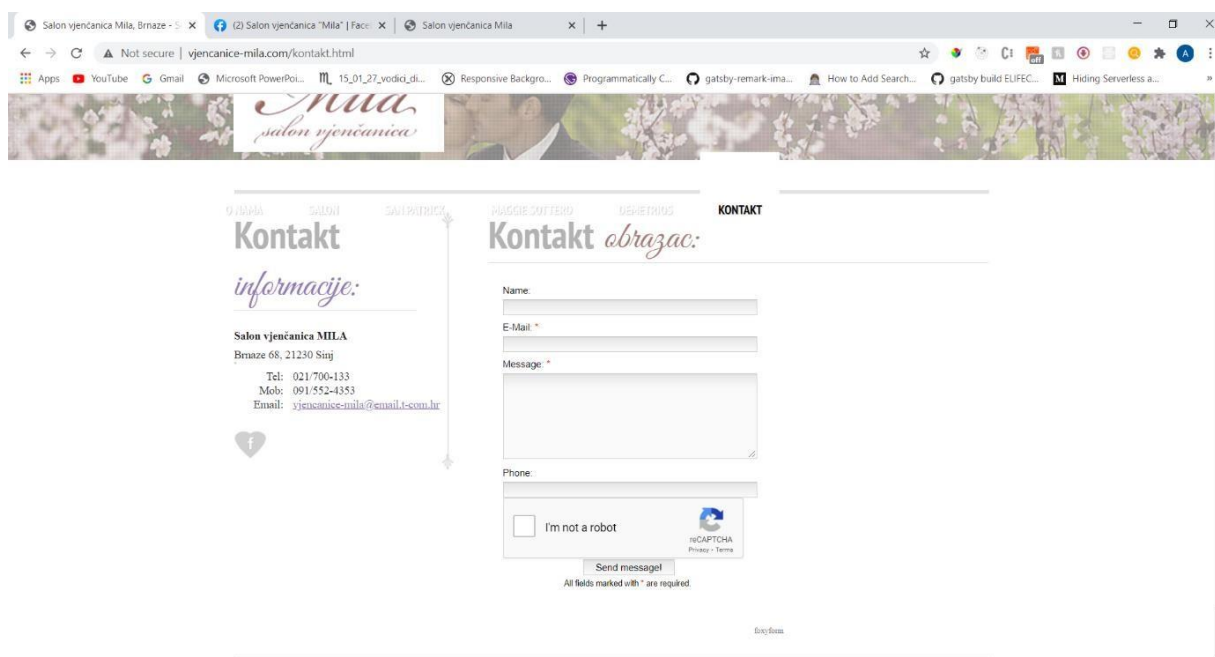 Salon vjenčanica Mila, Brnaze - S
(2) Salon vjenčanica "Mila" | Face
Salon vjenčanica Mila
Not secure | vjencanice-mila.com/kontakt.html
off
A
Apps YouTube Gmail Microsoft PowerPoi... 15_01_27_vodici_di... Responsive Backgro... Programmatically C... gatsby-remark-ima... How to Add Search... gatsby build ELIFEC... Hiding Serverless a... »
Mila
salon vjenčanica
O NAMA SALON SAN PATRICK MAGGIE SOTTERO DEMETRIOS KONTAKT
Kontakt
informacije:
Salon vjenčanica MILA
Brnaze 68, 21230 Sinj
Tel: 021/700-133
Mob: 091/552-4353
Email: vjencanice-mila@email.t-com.hr
f
Kontakt obrazac:
Name:
E-Mail: *
Message: *
Phone:
I'm not a robot
reCAPTCHA
Privacy - Terms
Send message!
All fields marked with * are required.
foxyform